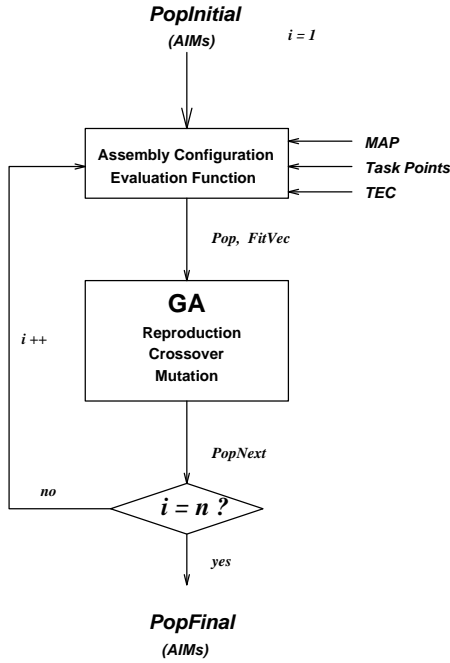 PopInitial
(AIMs)
i = 1
Assembly Configuration
Evaluation Function
MAP
Task Points
TEC
Pop, FitVec
GA
Reproduction
Crossover
Mutation
i ++
PopNext
no
i = n ?
yes
PopFinal
(AIMs)